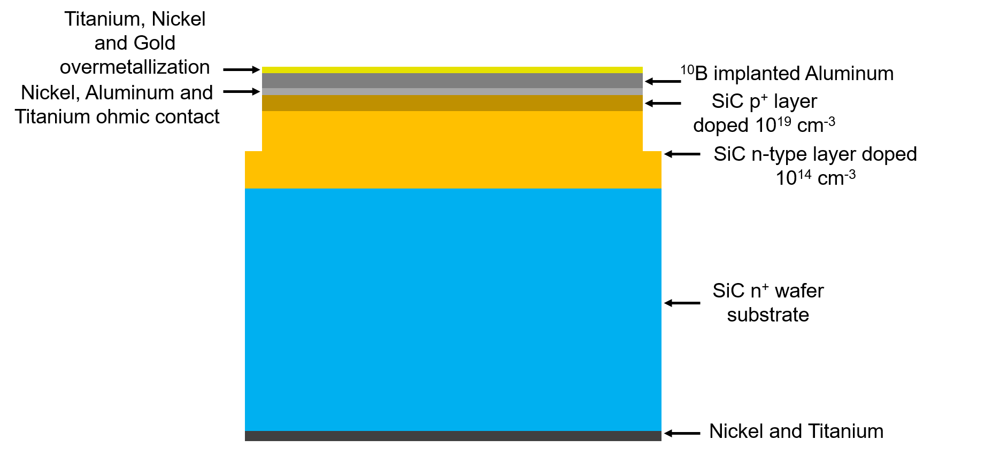 Titanium, Nickel
and Gold
overmetallization
Nickel, Aluminum and
Titanium ohmic contact
¹⁰B implanted Aluminum
SiC p⁺ layer
doped 10¹⁹ cm⁻³
SiC n-type layer doped
10¹⁴ cm⁻³
SiC n⁺ wafer
substrate
Nickel and Titanium